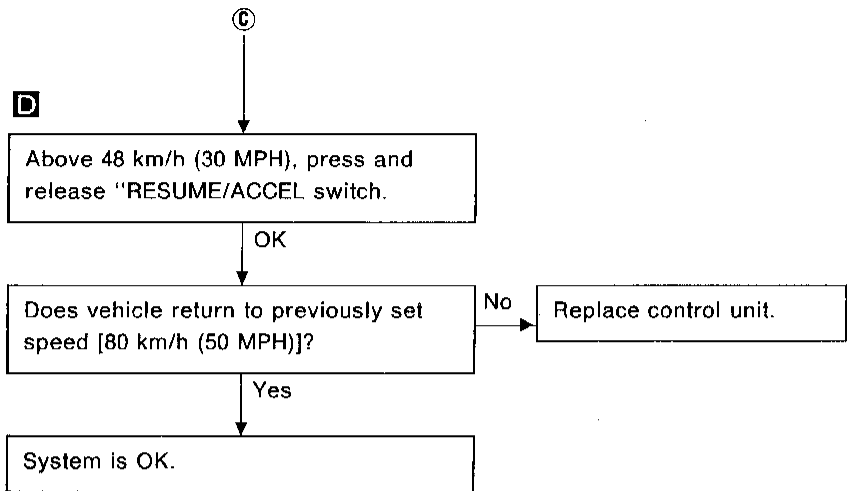 Ⓒ
D
Above 48 km/h (30 MPH), press and
release "RESUME/ACCEL switch.
OK
Does vehicle return to previously set
speed [80 km/h (50 MPH)]?
No
Replace control unit.
Yes
System is OK.